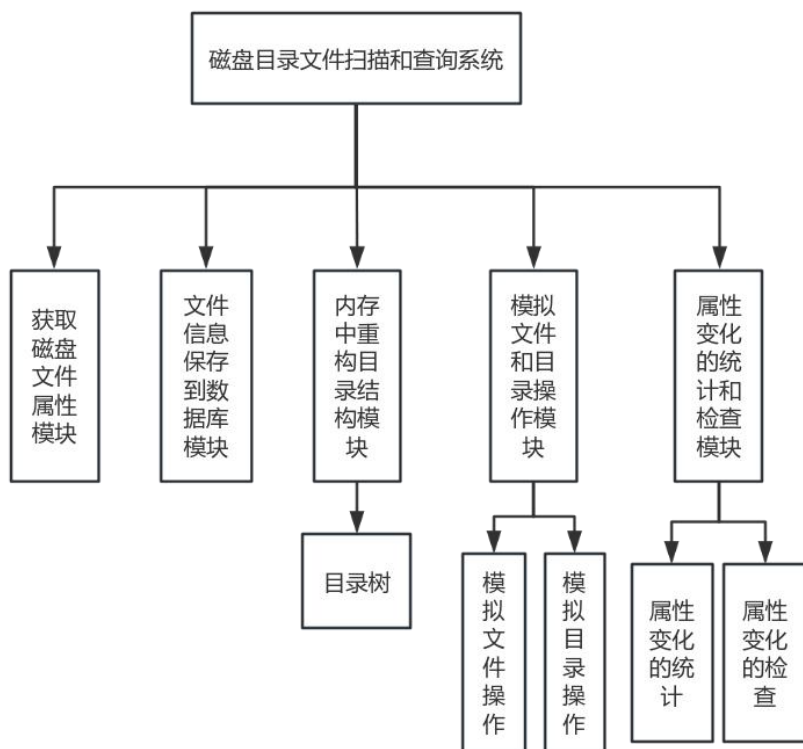 磁盘目录文件扫描和查询系统
获取
磁盘
文件
属性
模块
文件
信息
保存
到数
据库
模块
内存
中重
构目
录结
构模
块
模拟
文件
和目
录操
作模
块
属性
变化
的统
计和
检查
模块
目录树
模
拟
文
件
操
作
模
拟
目
录
操
作
属性
变化
的统
计
属性
变化
的检
查